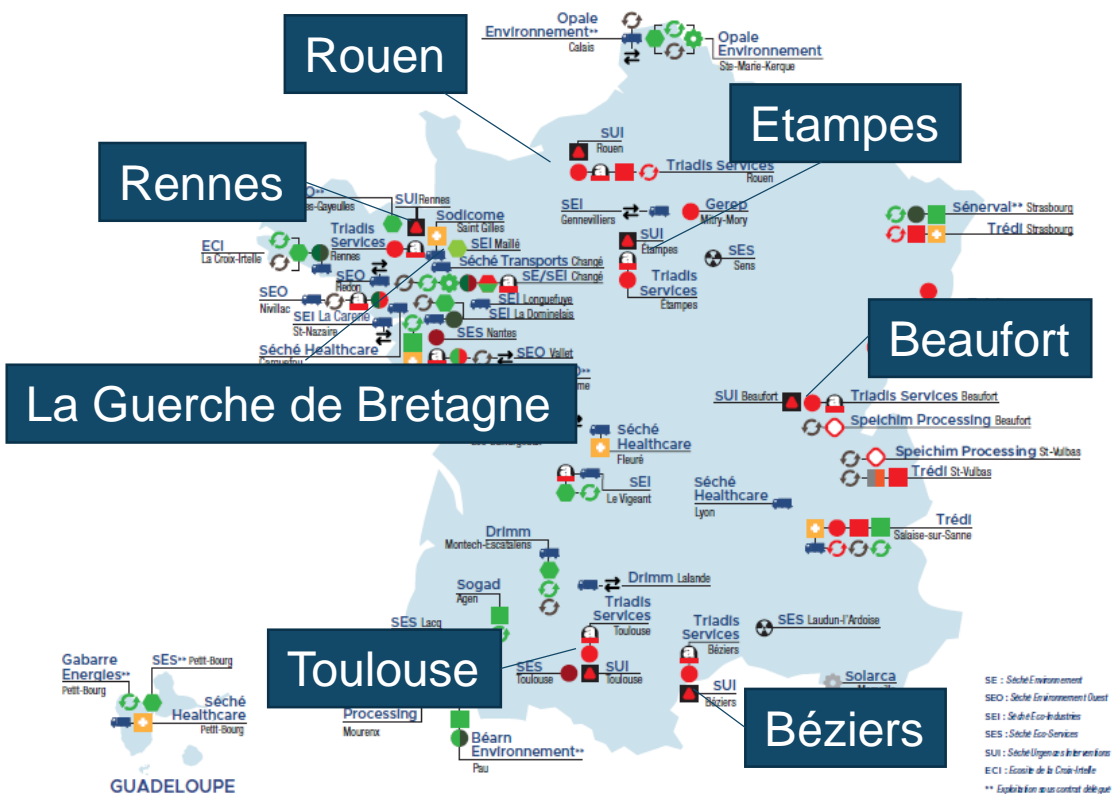 Opale
Environnement**
Calais
Opale
Environnement
Ste-Marie-Kerque
Rouen
Etampes
Rennes
SUI
Rouen
Triadis Services
Rouen
SEI
Gennevilliers
Gerep
Mitry-Mory
SUI
Étampes
Triadis
Services
Étampes
SES
Sens
Sénerval** Strasbourg
Trédi Strasbourg
-Gayeulles
SUI Rennes
Sodicome
Saint Gilles
Triadis
Services
Rennes
SEI Maillé
ECI
La Croix-Irtelle
Séché Transports Changé
SEO
Redon
SE/SEI Changé
SEO
Nivillac
SEI Longuefuye
SEI La Dominelais
SEI La Carene
St-Nazaire
SES Nantes
Séché Healthcare
SEO Vallet
La Guerche de Bretagne
Beaufort
SUI Beaufort
Triadis Services Beaufort
Speichim Processing Beaufort
Séché
Healthcare
Fleuré
Speichim Processing St-Vulbas
Trédi St-Vulbas
SEI
Le Vigeant
Séché
Healthcare
Lyon
Trédi
Salaise-sur-Sanne
Drimm
Montech-Escatalens
Drimm Lalande
Sogad
Agen
SES Lacq
Triadis
Services
Toulouse
Triadis
Services
Béziers
SES Laudun-l'Ardoise
Toulouse
SES
Toulouse
SUI
Toulouse
SUI
Béziers
Béziers
Solarca
Processing
Mourenx
Béarn
Environnement**
Pau
Gabarre
Energies**
Petit-Bourg
SES** Petit-Bourg
Séché
Healthcare
Petit-Bourg
GUADELOUPE
SE : Séché Environnement
SEO : Séché Environnement Ouest
SEI : Séché Eco-Industries
SES : Séché Eco-Services
SUI : Séché Urgences Interventions
ECI : Ecosite de la Croix-Irtelle
** Exploitation sous contrat délégué